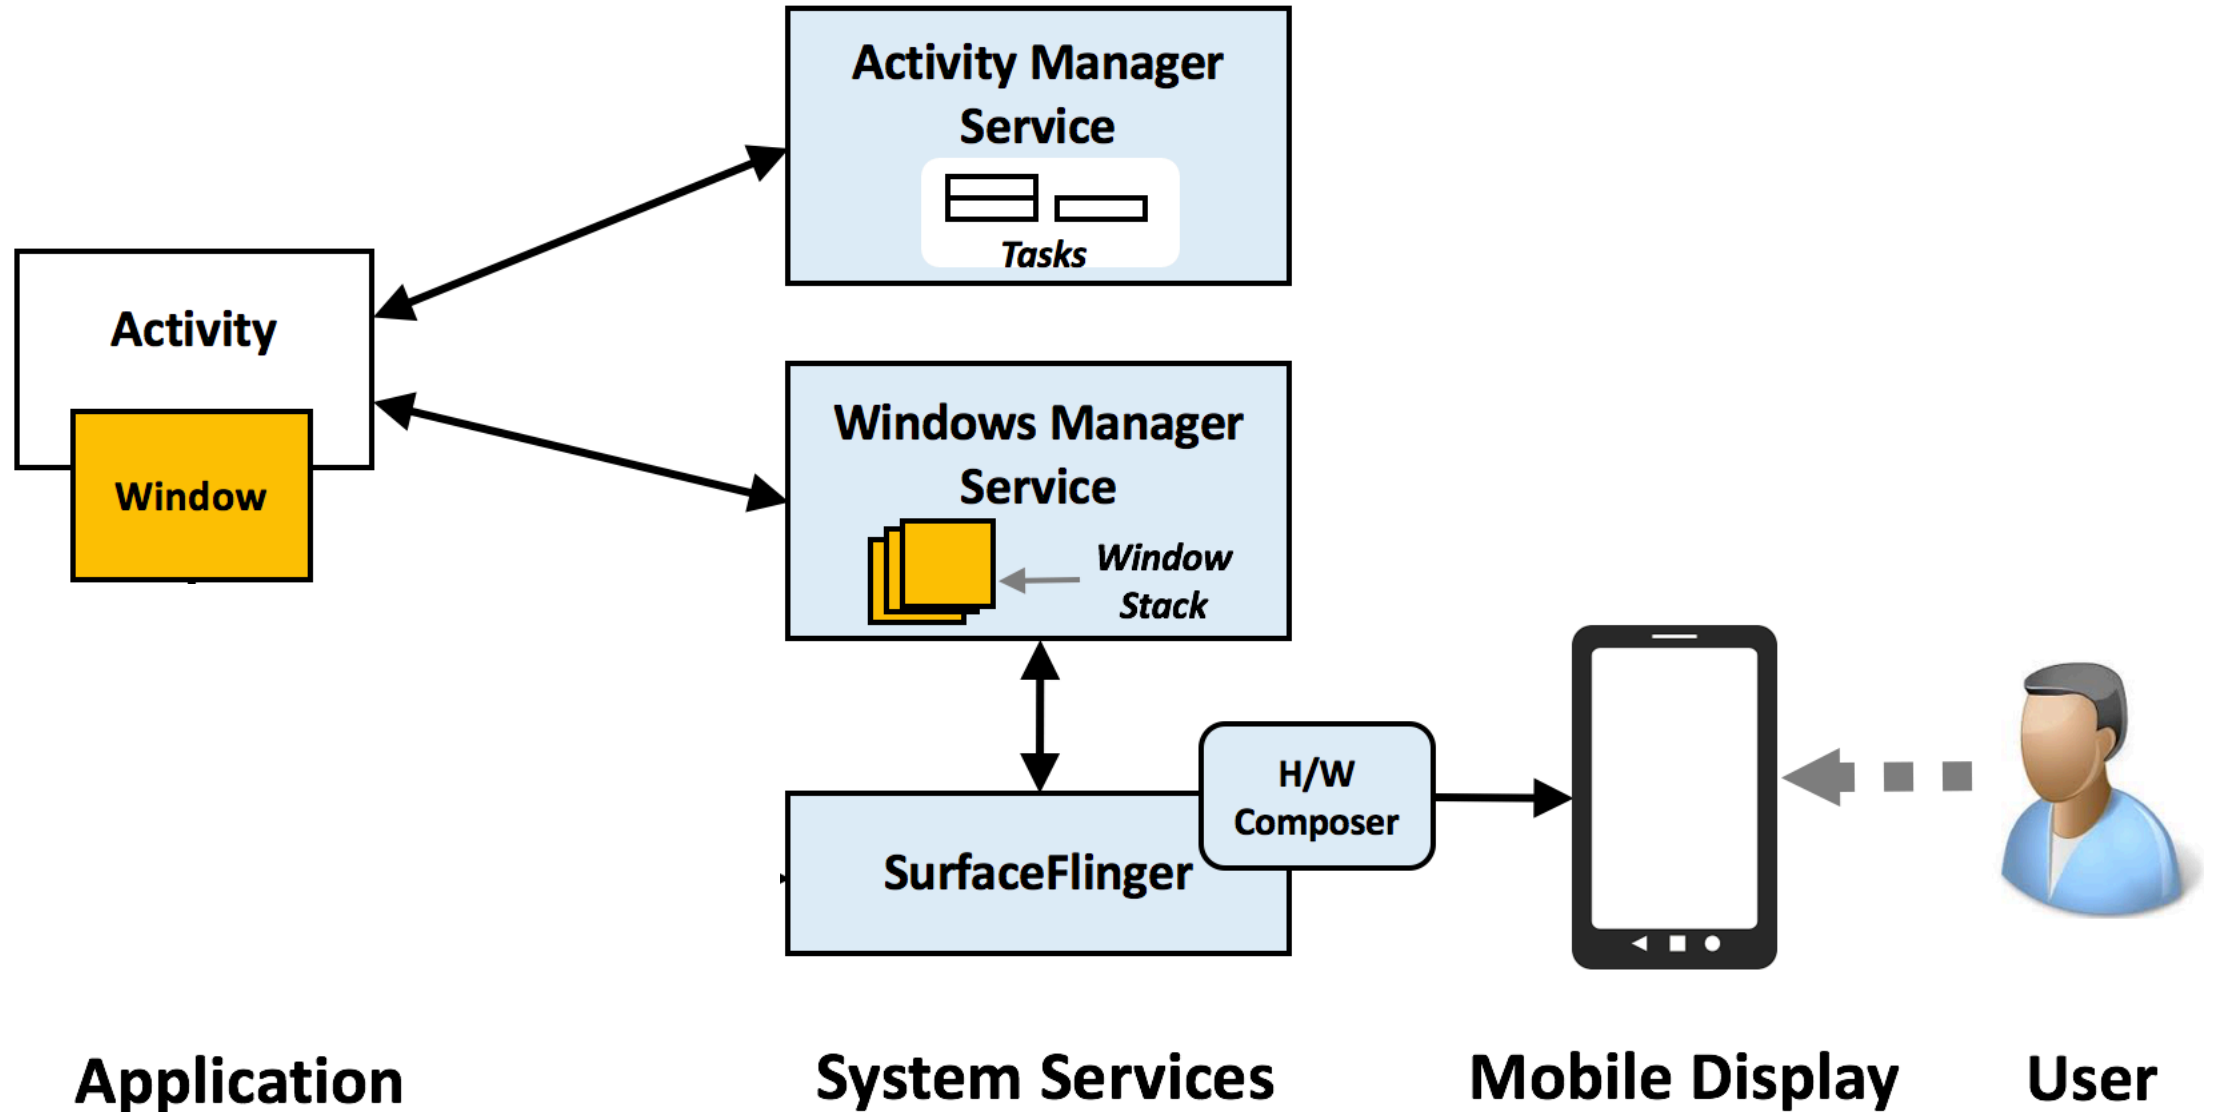 Activity Manager
Service
Tasks
Activity
Window
Windows Manager
Service
Window
Stack
H/W
Composer
SurfaceFlinger
Application
System Services
Mobile Display
User